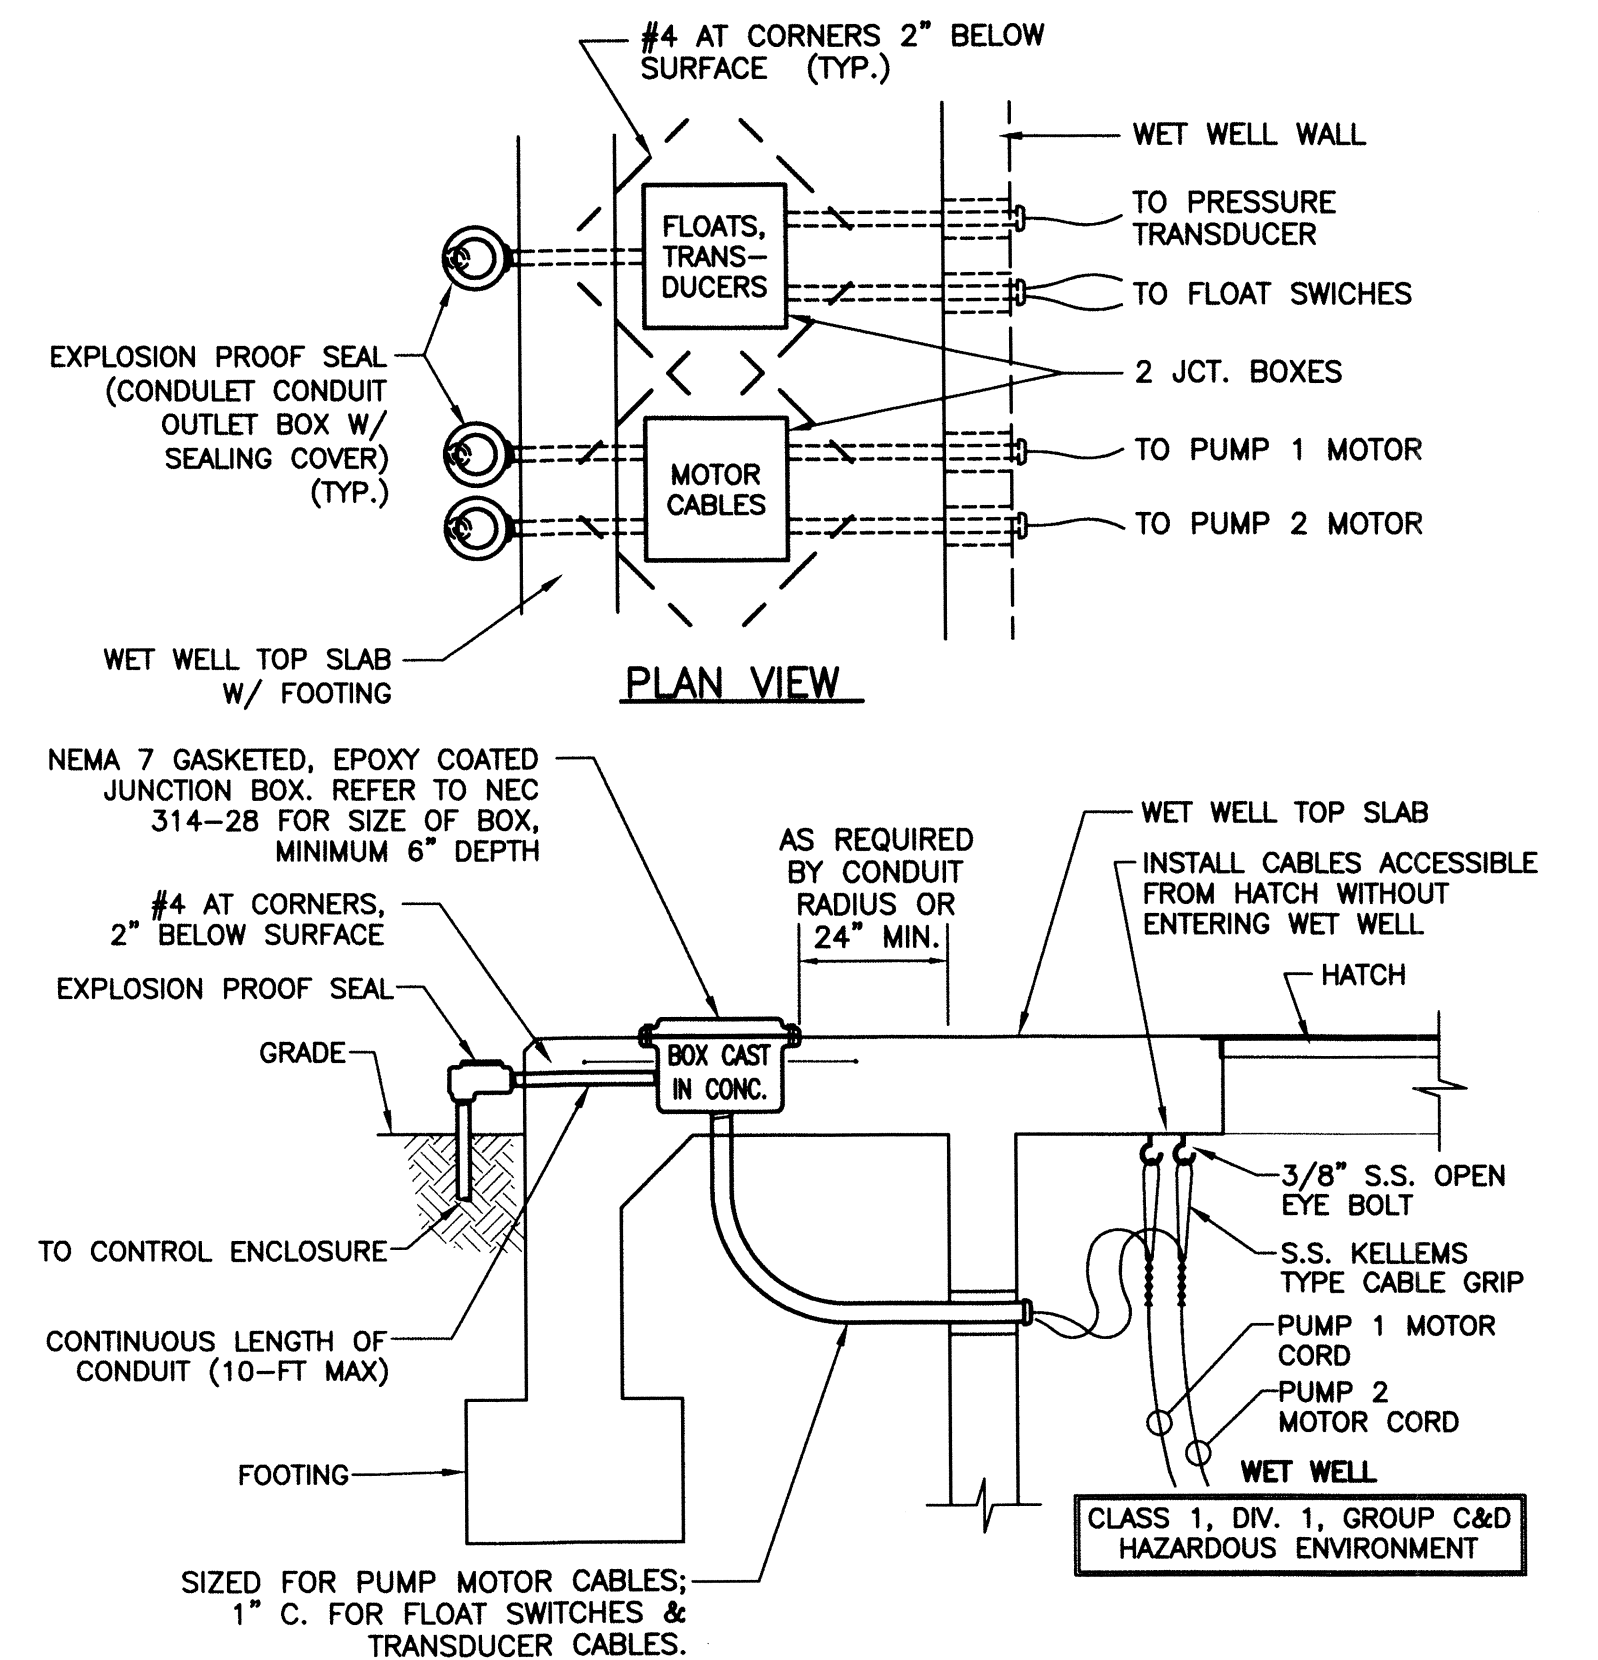 #4 AT CORNERS 2" BELOW
SURFACE (TYP.)
WET WELL WALL
TO PRESSURE
TRANSDUCER
FLOATS,
TRANS-
DUCERS
TO FLOAT SWICHES
EXPLOSION PROOF SEAL
(CONDULET CONDUIT
OUTLET BOX W/
SEALING COVER)
(TYP.)
2 JCT. BOXES
MOTOR
CABLES
TO PUMP 1 MOTOR
TO PUMP 2 MOTOR
WET WELL TOP SLAB
W/ FOOTING
PLAN VIEW
NEMA 7 GASKETED, EPOXY COATED
JUNCTION BOX. REFER TO NEC
314-28 FOR SIZE OF BOX,
MINIMUM 6" DEPTH
AS REQUIRED
BY CONDUIT
RADIUS OR
24" MIN.
WET WELL TOP SLAB
INSTALL CABLES ACCESSIBLE
FROM HATCH WITHOUT
ENTERING WET WELL
#4 AT CORNERS,
2" BELOW SURFACE
HATCH
EXPLOSION PROOF SEAL
GRADE
BOX CAST
IN CONC.
3/8" S.S. OPEN
EYE BOLT
TO CONTROL ENCLOSURE
S.S. KELLEMS
TYPE CABLE GRIP
CONTINUOUS LENGTH OF
CONDUIT (10-FT MAX)
PUMP 1 MOTOR
CORD
PUMP 2
MOTOR CORD
FOOTING
WET WELL
CLASS 1, DIV. 1, GROUP C&D
HAZARDOUS ENVIRONMENT
SIZED FOR PUMP MOTOR CABLES;
1" C. FOR FLOAT SWITCHES &
TRANSDUCER CABLES.